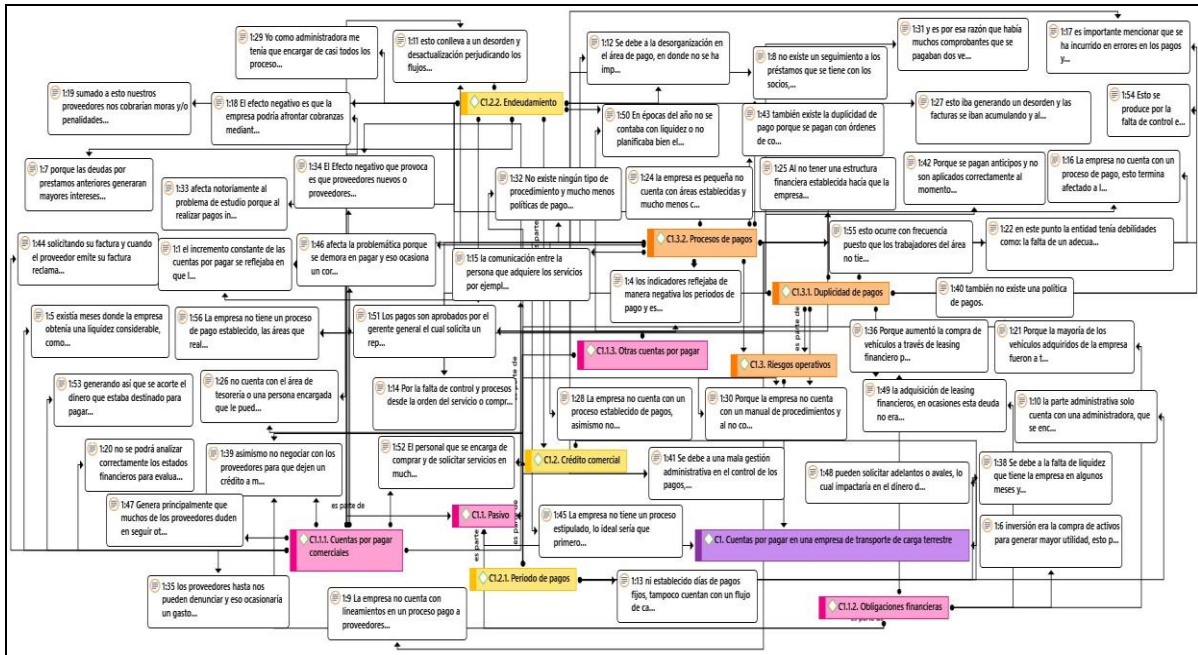 1:29 Yo como administradora me
tenía que encargar de casi todos los
proceso...
1:11 esto conlleva a un desorden y
desactualización perjudicando los
flujos...
1:12 Se debe a la desorganización en
el área de pago, en donde no se ha
imp...
1:31 y es por esa razón que había
muchos comprobantes que se
pagaban dos ve...
1:17 es importante mencionar que se
ha incurrido en errores en los pagos
y...
1:8 no existe un seguimiento a los
préstamos que se tiene con los
socios,...
1:19 sumado a esto nuestro
proveedores nos cobrarían moras y/o
penalidades...
1:18 El efecto negativo es que la
empresa podría afrontar cobranzas
mediant...
C1.2.2. Endeudamiento
1:50 En épocas del año no se
contaba con liquidez o no
planificaba bien el...
1:43 también existe la duplicidad de
pago porque se pagan con órdenes
de co...
1:27 esto iba generando un desorden y las
facturas se iban acumulando y al...
1:54 Esto se
produce por la
falta de control e...
1:7 porque las deudas por
prestamos anteriores generaran
mayores intereses...
1:34 El Efecto negativo que provoca
es que proveedores nuevos o
proveedores...
1:33 afecta notoriamente al
problema de estudio porque al
realizar pagos in...
1:32 No existe ningún tipo de
procedimiento y mucho menos
políticas de pago...
1:24 la empresa es pequeña no
cuenta con áreas establecidas y
mucho menos c...
1:25 Al no tener una estructura
financiera establecida hacía que la
empresa...
1:42 Porque se pagan anticipos y no
son aplicados correctamente al
momento...
1:16 La empresa no cuenta con un
proceso de pago, esto termina
afectado a l...
es parte
C1.3.2. Procesos de pagos
1:44 solicitando su factura y cuando
el proveedor emite su factura
reclama...
1:1 el incremento constante de las
cuentas por pagar se reflejaba en
que l...
1:46 afecta la problemática porque
se demora en pagar y eso ocasiona
un cor...
1:15 la comunicación entre la
persona que adquiere los servicios
por ejempl...
1:55 esto ocurre con frecuencia
puesto que los trabajadores del área
no tie...
1:22 en este punto la entidad tenía debilidades
como: la falta de un adecua...
1:4 los indicadores reflejaba de
manera negativa los periodos de
pago y es...
C1.3.1. Duplicidad de pagos
1:40 también no existe una política
de pagos.
1:5 existía meses donde la empresa
obtenía una liquidez considerable,
como...
1:56 La empresa no tiene un proceso
de pago establecido, las áreas que
real...
1:51 Los pagos son aprobados por el
gerente general el cual solicita un
rep...
es parte de
es parte de
1:36 Porque aumentó la compra de
vehículos a través de leasing
financiero p...
1:21 Porque la mayoría de los
vehículos adquiridos de la empresa
fueron a t...
C1.1.3. Otras cuentas por pagar
C1.3. Riesgos operativos
1:53 generando así que se acorte el
dinero que estaba destinado para
pagar...
1:26 no cuenta con el área de
tesorería o una persona encargada
que le pued...
1:14 Por la falta de control y procesos
desde la orden del servicio o compr...
1:28 La empresa no cuenta con un
proceso establecido de pagos,
asimismo no...
1:30 Porque la empresa no cuenta
con un manual de procedimientos y
al no co...
1:49 la adquisición de leasing
financieros, en ocasiones esta deuda
no era...
1:10 la parte administrativa solo
cuenta con una administradora, que
se enc...
1:20 no se podrá analizar
correctamente los estados
financieros para evalua...
1:39 asimismo no negociar con los
proveedores para que dejen un
crédito a m...
1:52 El personal que se encarga de
comprar y de solicitar servicios en
much...
C1.2. Crédito comercial
1:41 Se debe a una mala gestión
administrativa en el control de los
pagos,...
1:48 pueden solicitar adelantos o avales, lo
cual impactaría en el dinero d...
1:38 Se debe a la falta de liquidez
que tiene la empresa en algunos
meses y...
1:47 Genera principalmente que
muchos de los proveedores duden
en seguir ot...
es parte de
C1.1. Pasivo
1:45 La empresa no tiene un proceso
estipulado, lo ideal sería que
primero...
1:6 inversión era la compra de activos
para generar mayor utilidad, esto p...
C1.1.1. Cuentas por pagar
comerciales
es parte
C1. Cuentas por pagar en una empresa de transporte de carga terrestre
es parte de
1:35 los proveedores hasta nos
pueden denunciar y eso ocasionaría
un gasto...
C1.2.1. Periodo de pagos
1:13 ni establecido días de pagos
fijos, tampoco cuentan con un flujo
de ca...
1:9 La empresa no cuenta con
lineamientos en un proceso pago a
proveedores...
C1.1.2. Obligaciones financieras
es parte de